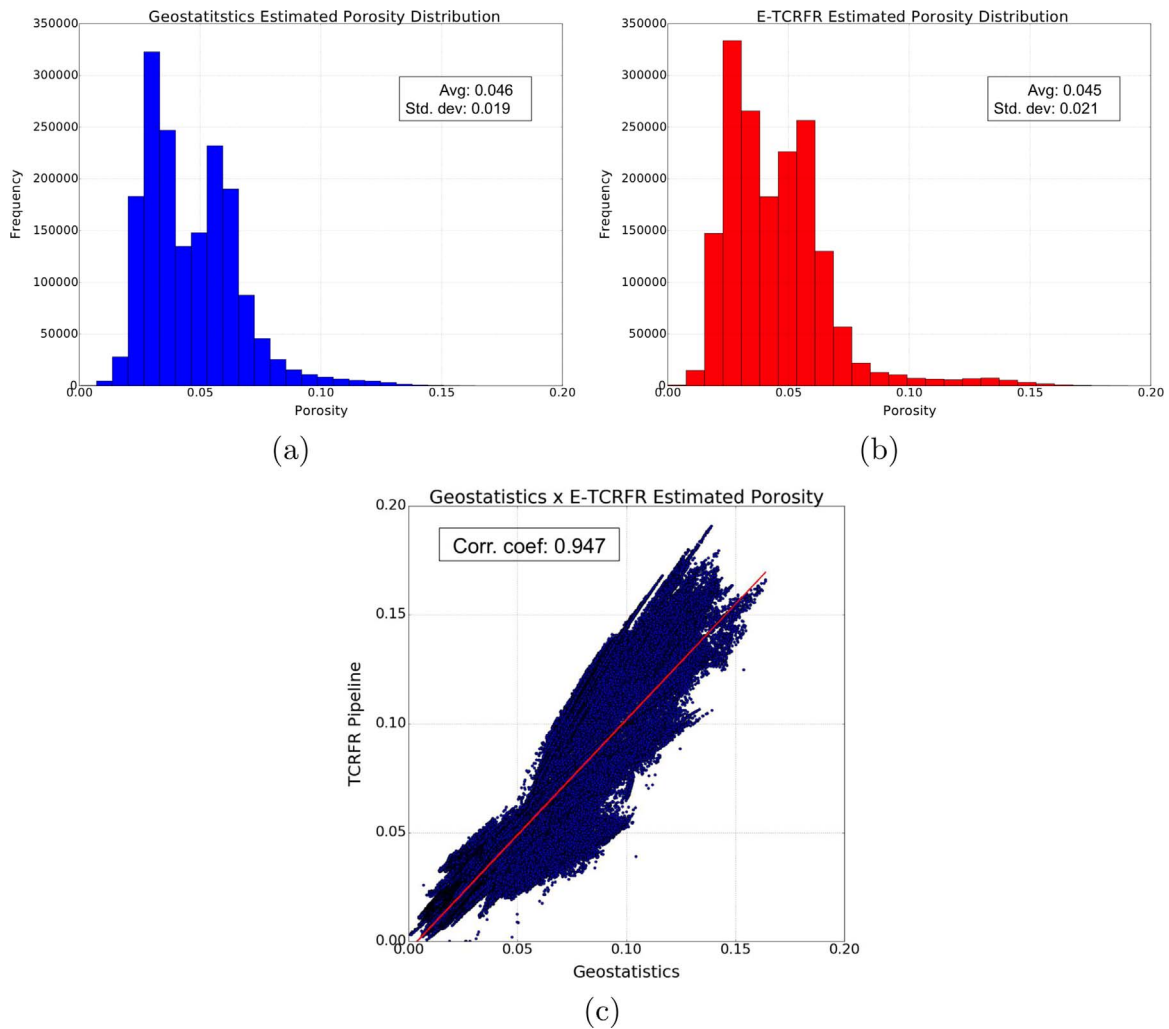 Geostatitstics Estimated Porosity Distribution
350000
300000
250000
200000
150000
100000
50000
0
0.00
0.05
0.10
0.15
0.20
Frequency
Porosity
Avg: 0.046
Std. dev: 0.019
(a)
E-TCRFR Estimated Porosity Distribution
350000
300000
250000
200000
150000
100000
50000
0
0.00
0.05
0.10
0.15
0.20
Frequency
Porosity
Avg: 0.045
Std. dev: 0.021
(b)
Geostatistics x E-TCRFR Estimated Porosity
0.20
0.15
0.10
0.05
0.00
0.00
0.05
0.10
0.15
0.20
Corr. coef: 0.947
TCRFR Pipeline
Geostatistics
(c)